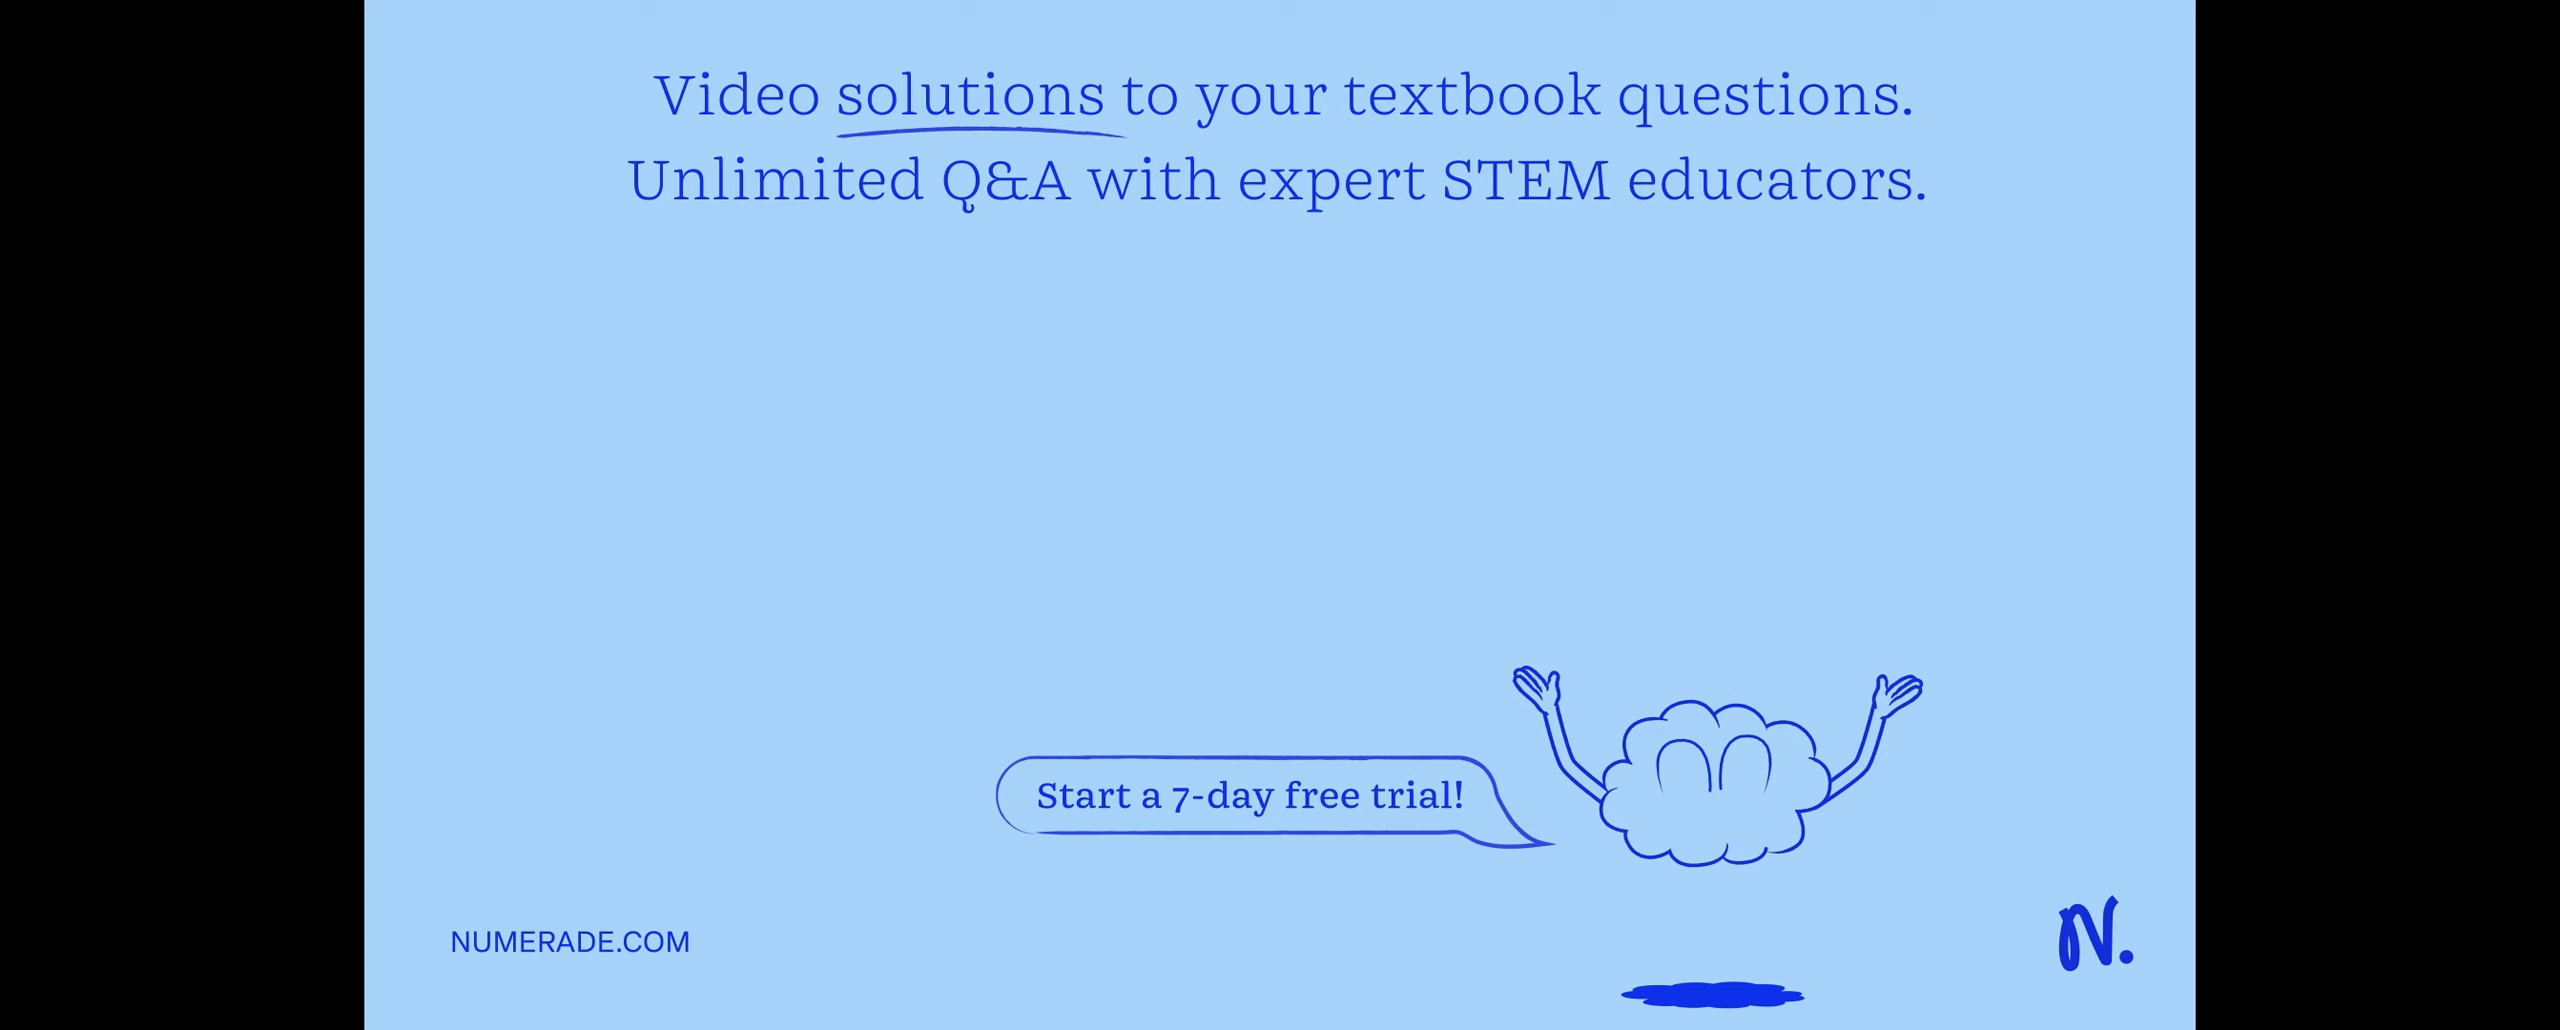 Video solutions to your textbook questions.
Unlimited Q&A with expert STEM educators.
Start a 7-day free trial!
NUMERADE.COM
N.